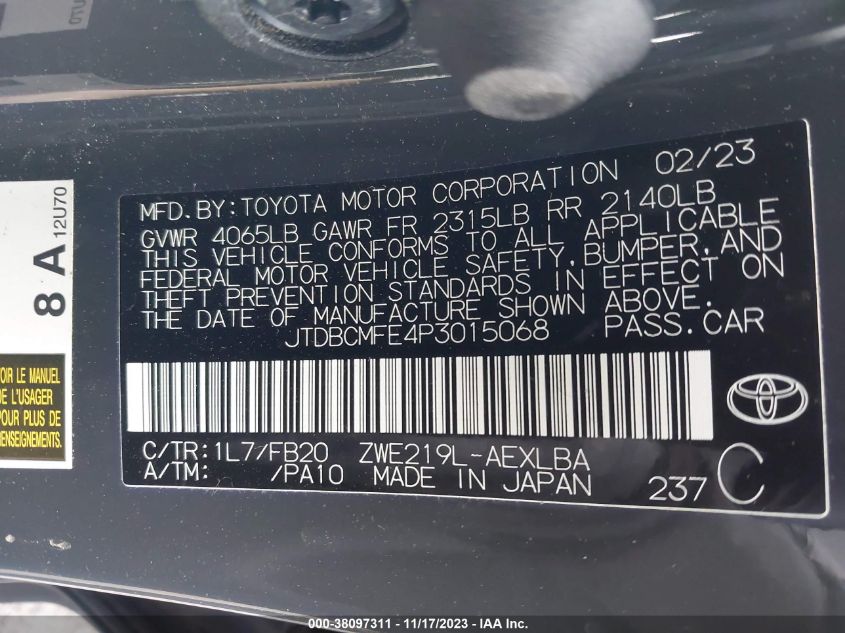 UZO
12U70
8 A
OIR LE MANUEL
DE L'USAGER
POUR PLUS DE
RENSEIGNEMENTS.
MFD. BY: TOYOTA MOTOR CORPORATION 02/23
GVWR 4065LB GAWR FR 2315LB RR 2140LB
THIS VEHICLE CONFORMS TO ALL APPLICABLE
FEDERAL MOTOR VEHICLE SAFETY, BUMPER, AND
THEFT PREVENTION STANDARDS IN EFFECT ON
THE DATE OF MANUFACTURE SHOWN ABOVE.
JTDBCMFE4P3015068 PASS. CAR
C/TR: 1L7/FB20 ZWE219L-AEXLBA
A/TM: /PA10 MADE IN JAPAN 237 C
000-38097311 - 11/17/2023 - IAA Inc.